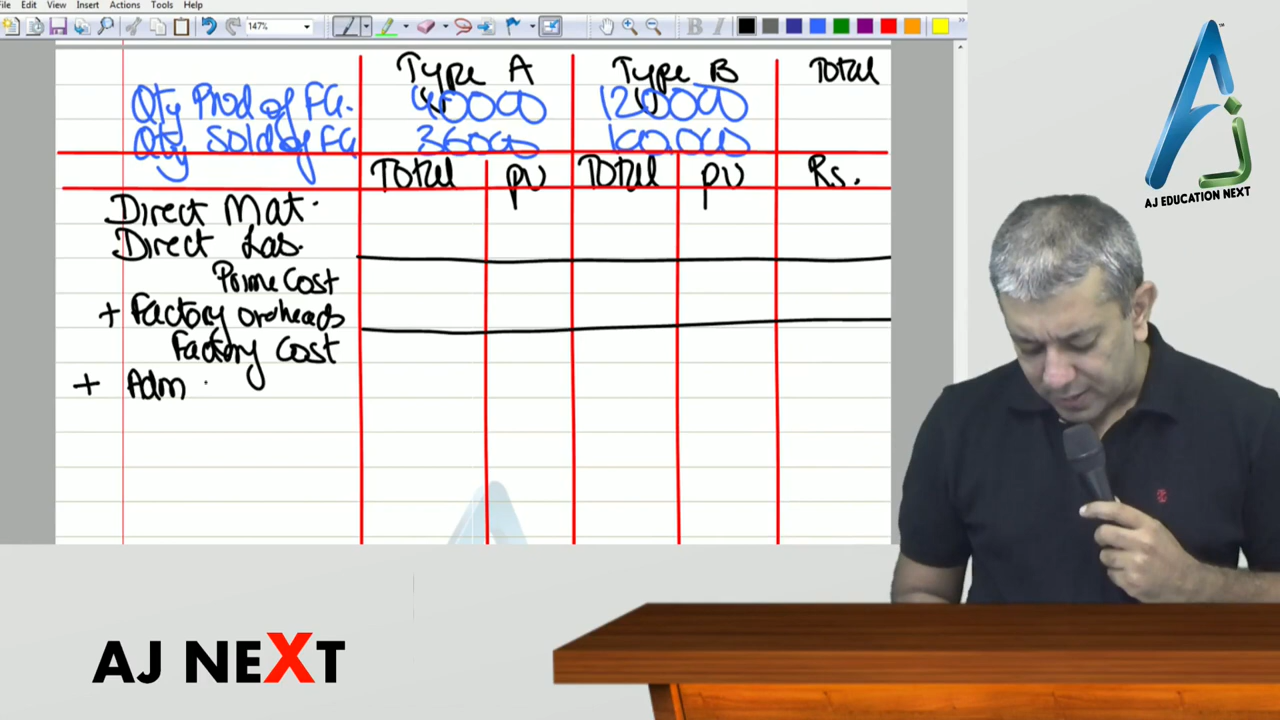 File Edit View Insert Actions Tools Help
147%
B U
Type A Type B Total
Qty Prod of FG. 40000 120000
Qty Sold of FG 36000 100,000
Total pu Total pu Rs.
Direct Mat.
Direct Lab.
Prime Cost
+ Factory overheads
Factory Cost
+ Adm
AJ EDUCATION NEXT
AJ NEXT